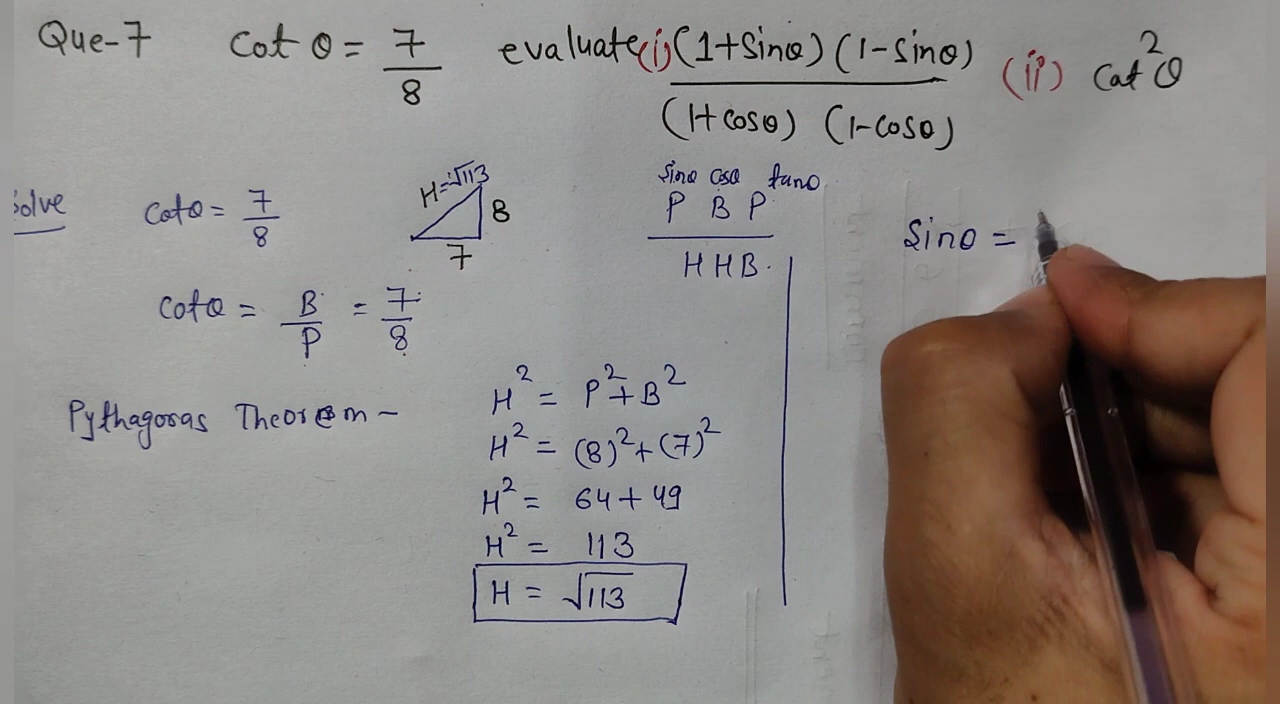 Que-7 Cot θ = 7/8 evaluate (i) (1+Sinθ) (1-Sinθ) / (1+Cosθ) (1-Cosθ) (ii) Cat²θ
Solve Cotθ = 7/8
H=√113
8
7
Sinθ Cosθ tanθ
P B P
H H B.
Sinθ =
Cotθ = B/P = 7/8
Pythagoras Theorem –
H² = P²+B²
H² = (8)²+(7)²
H² = 64+49
H² = 113
H = √113